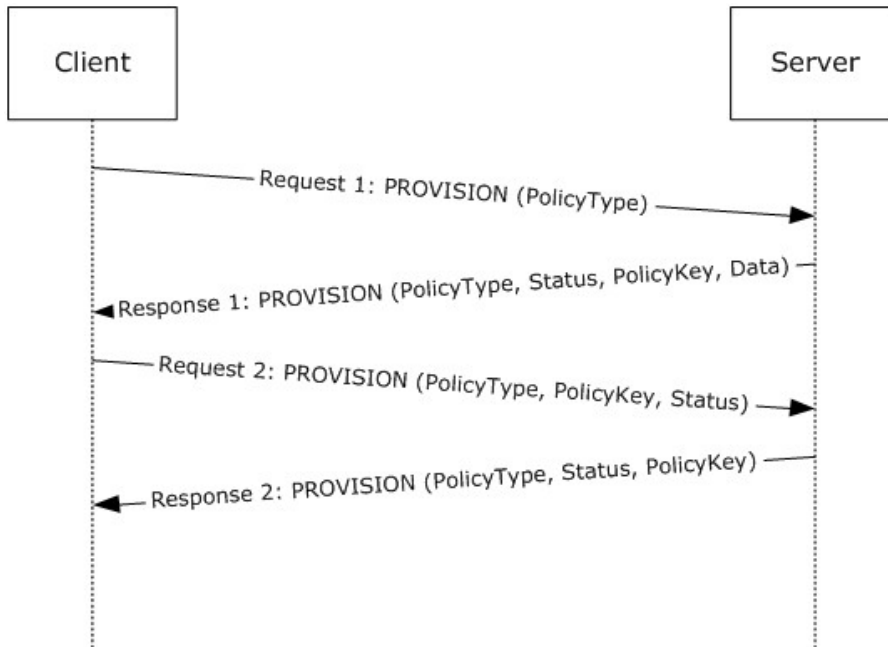 Client
Server
Request 1: PROVISION (PolicyType)
Response 1: PROVISION (PolicyType, Status, PolicyKey, Data)
Request 2: PROVISION (PolicyType, PolicyKey, Status)
Response 2: PROVISION (PolicyType, Status, PolicyKey)